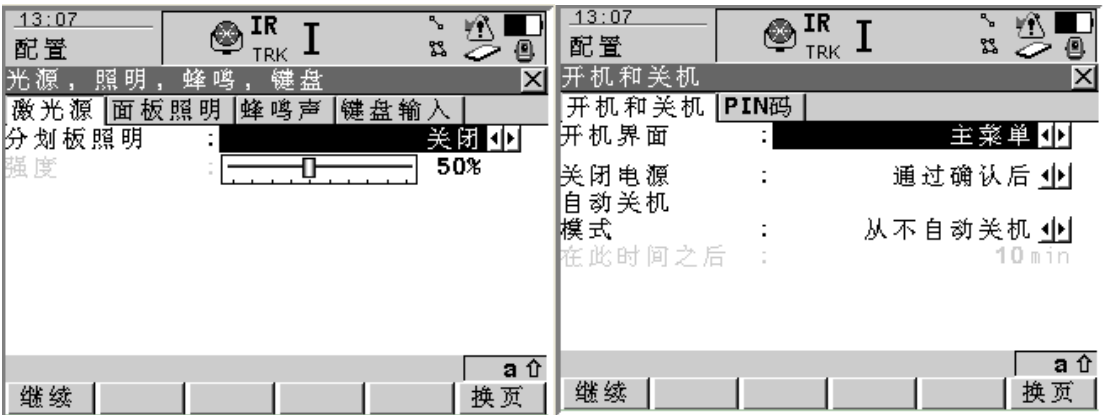 13:07
配置
IR
TRK
I
光源，照明，蜂鸣，键盘
激光源 面板照明 蜂鸣声 键盘输入
分划板照明 : 关闭
强度 : 50%
a
继续 换页
13:07
配置
IR
TRK
I
开机和关机
开机和关机 PIN码
开机界面 : 主菜单
关闭电源 : 通过确认后
自动关机
模式 : 从不自动关机
在此时间之后 : 10min
a
继续 换页